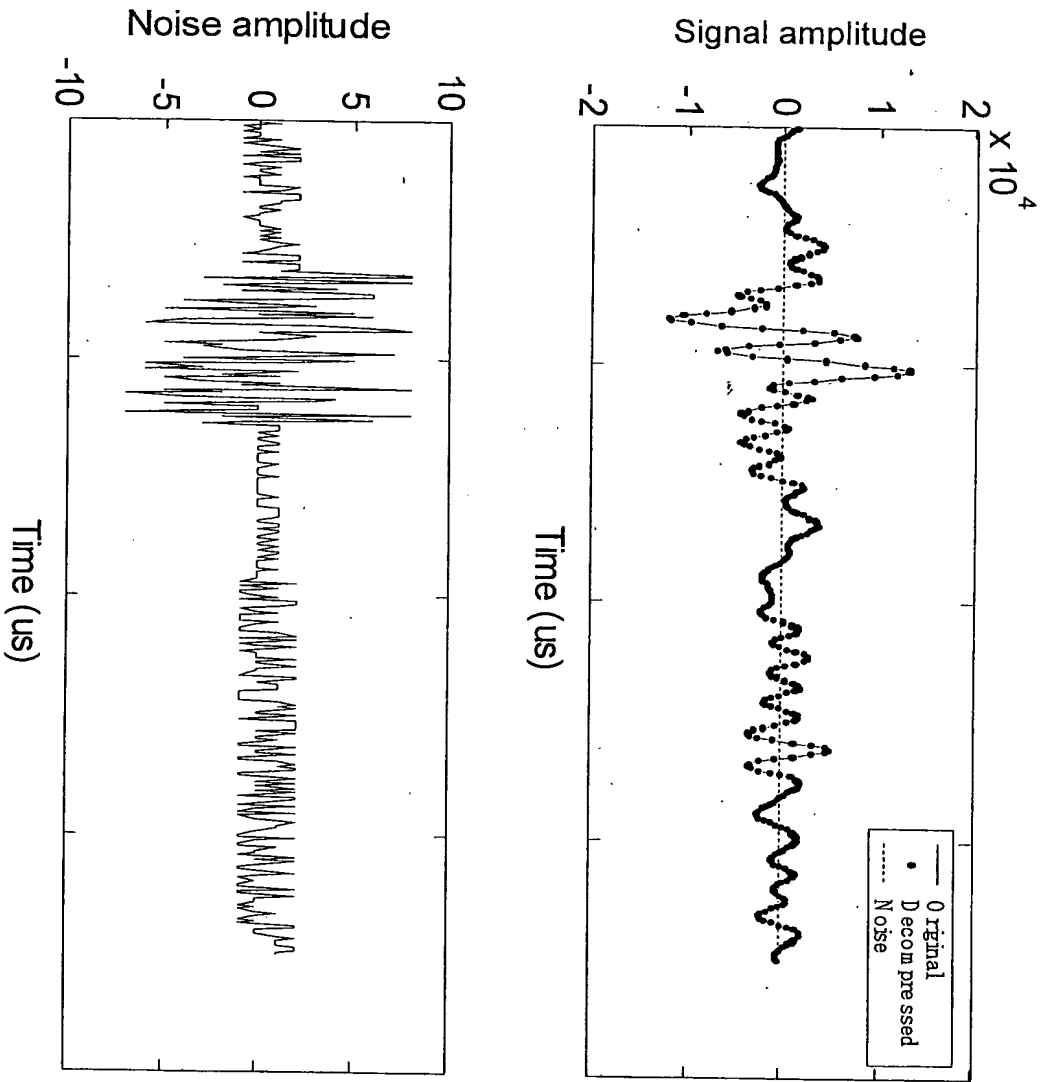 x 10 4
2
1
0
-1
-2
Signal amplitude
Original
Decompressed
Noise
Time (us)
10
5
0
-5
-10
Noise amplitude
Time (us)